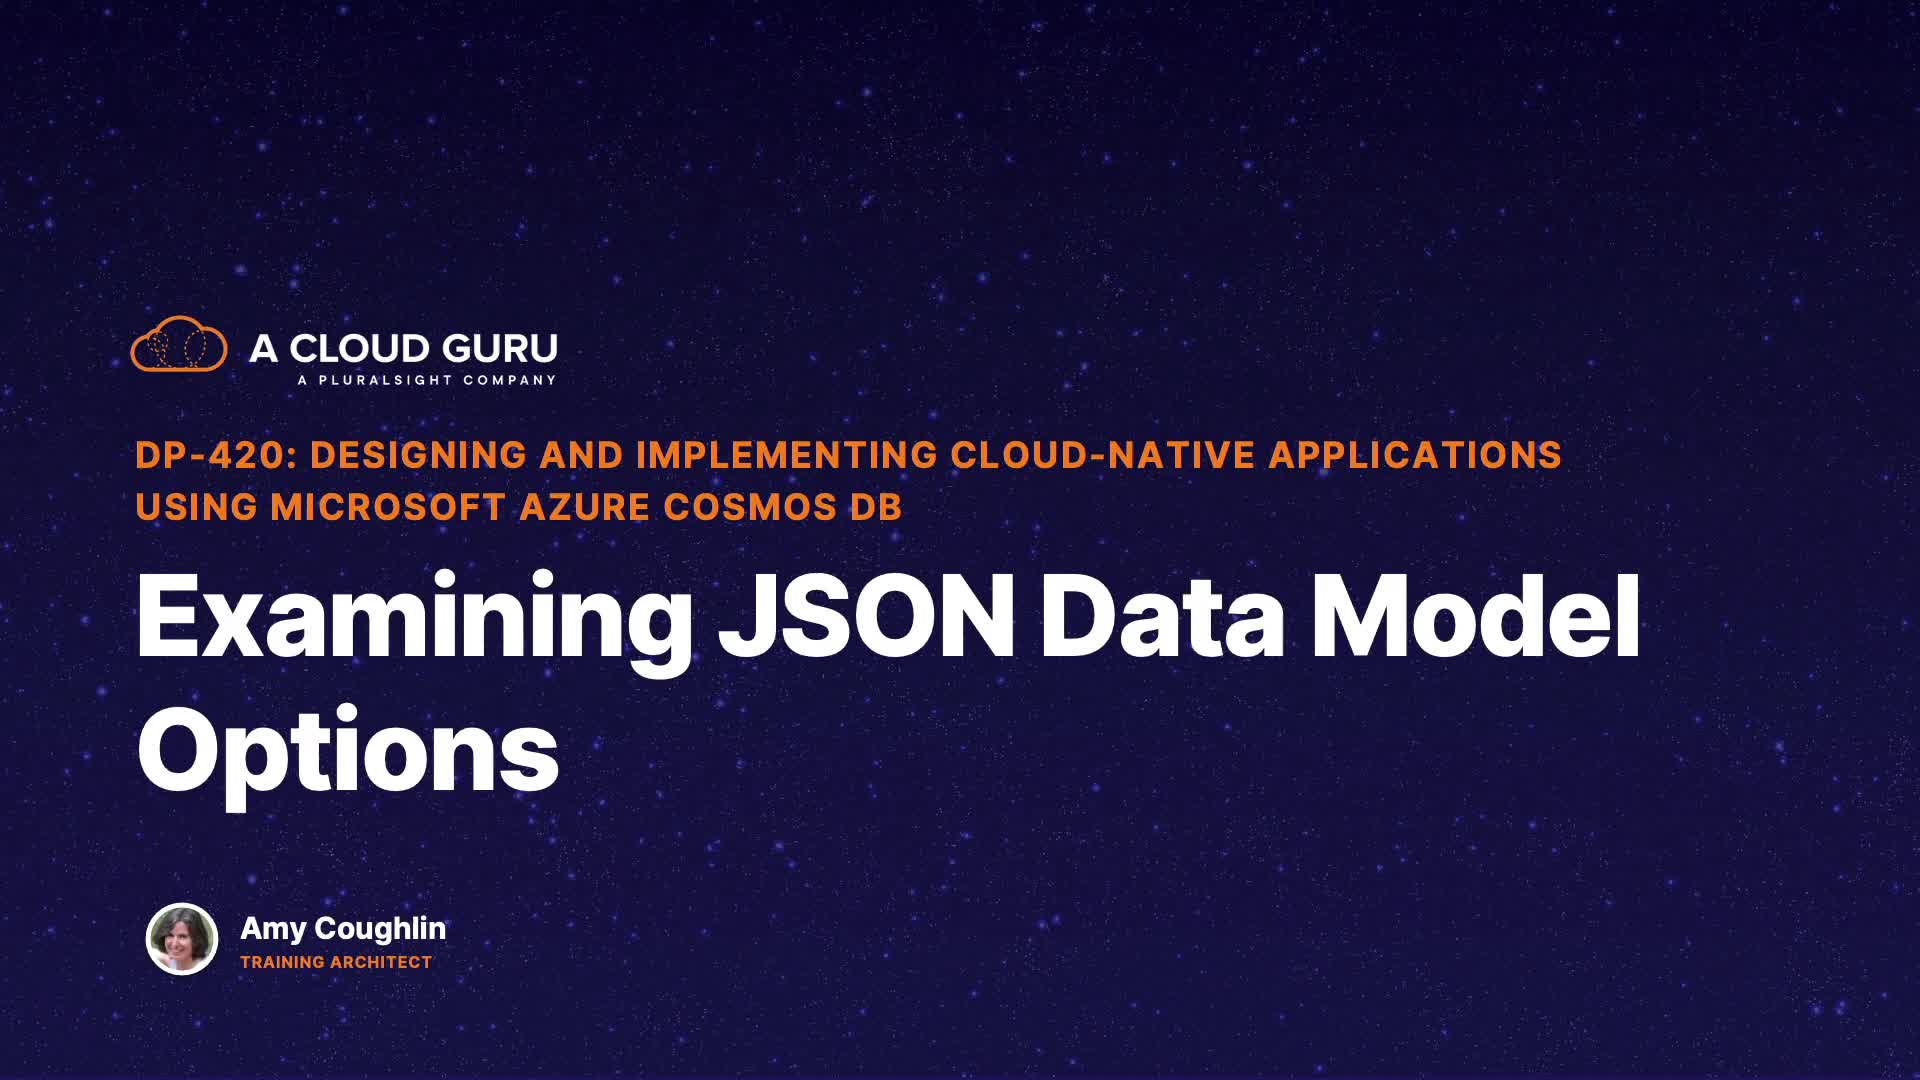 A CLOUD GURU
A PLURALSIGHT COMPANY
DP-420: DESIGNING AND IMPLEMENTING CLOUD-NATIVE APPLICATIONS
USING MICROSOFT AZURE COSMOS DB
Examining JSON Data Model
Options
Amy Coughlin
TRAINING ARCHITECT